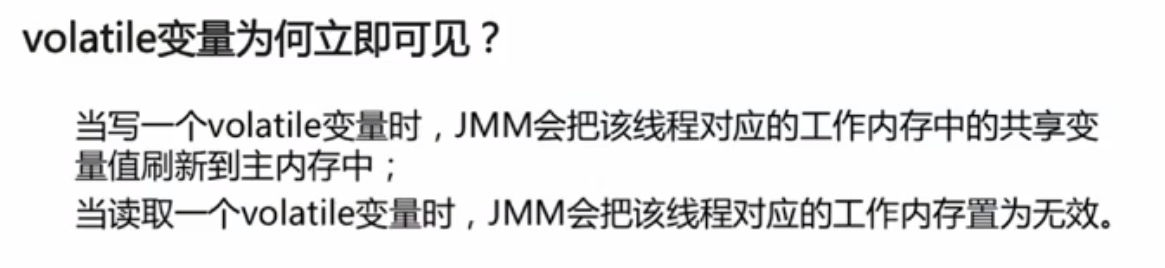 volatile变量为何立即可见？
当写一个volatile变量时，JMM会把该线程对应的工作内存中的共享变
量值刷新到主内存中；
当读取一个volatile变量时，JMM会把该线程对应的工作内存置为无效。